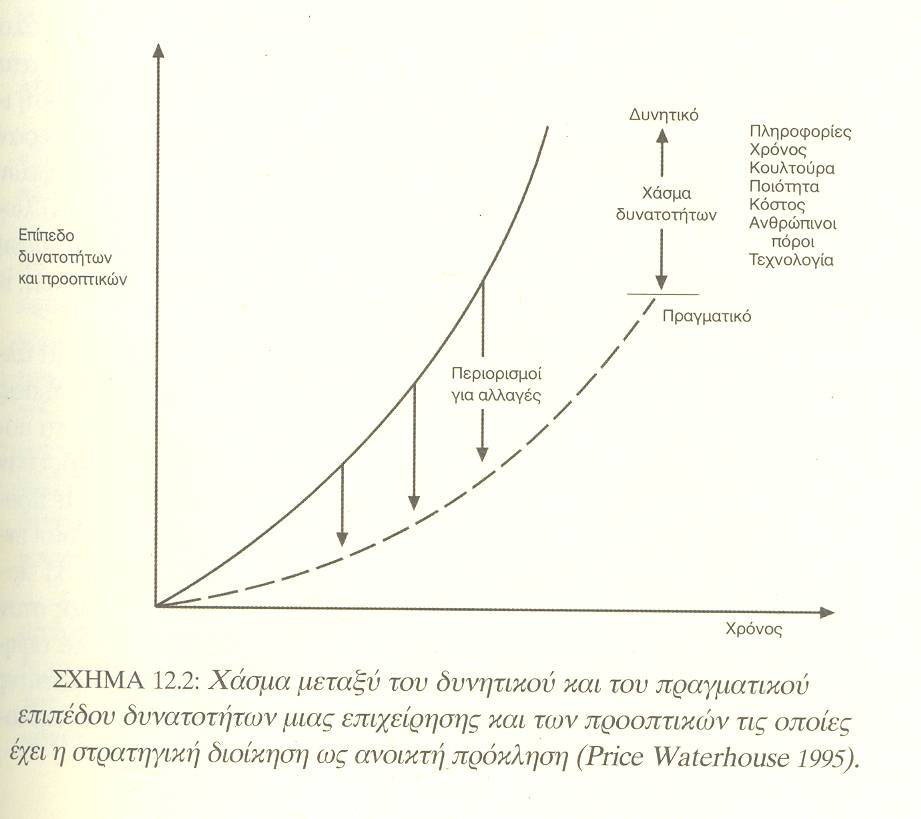 Δυνητικό
Πληροφορίες
Χρόνος
Κουλτούρα
Ποιότητα
Κόστος
Ανθρώπινοι
πόροι
Τεχνολογία
Χάσμα
δυνατοτήτων
Επίπεδο
δυνατοτήτων
και προοπτικών
Πραγματικό
Περιορισμοί
για αλλαγές
Χρόνος
ΣΧΗΜΑ 12.2: Χάσμα μεταξύ του δυνητικού και του πραγματικού
επιπέδου δυνατοτήτων μιας επιχείρησης και των προοπτικών τις οποίες
έχει η στρατηγική διοίκηση ως ανοικτή πρόκληση (Price Waterhouse 1995).